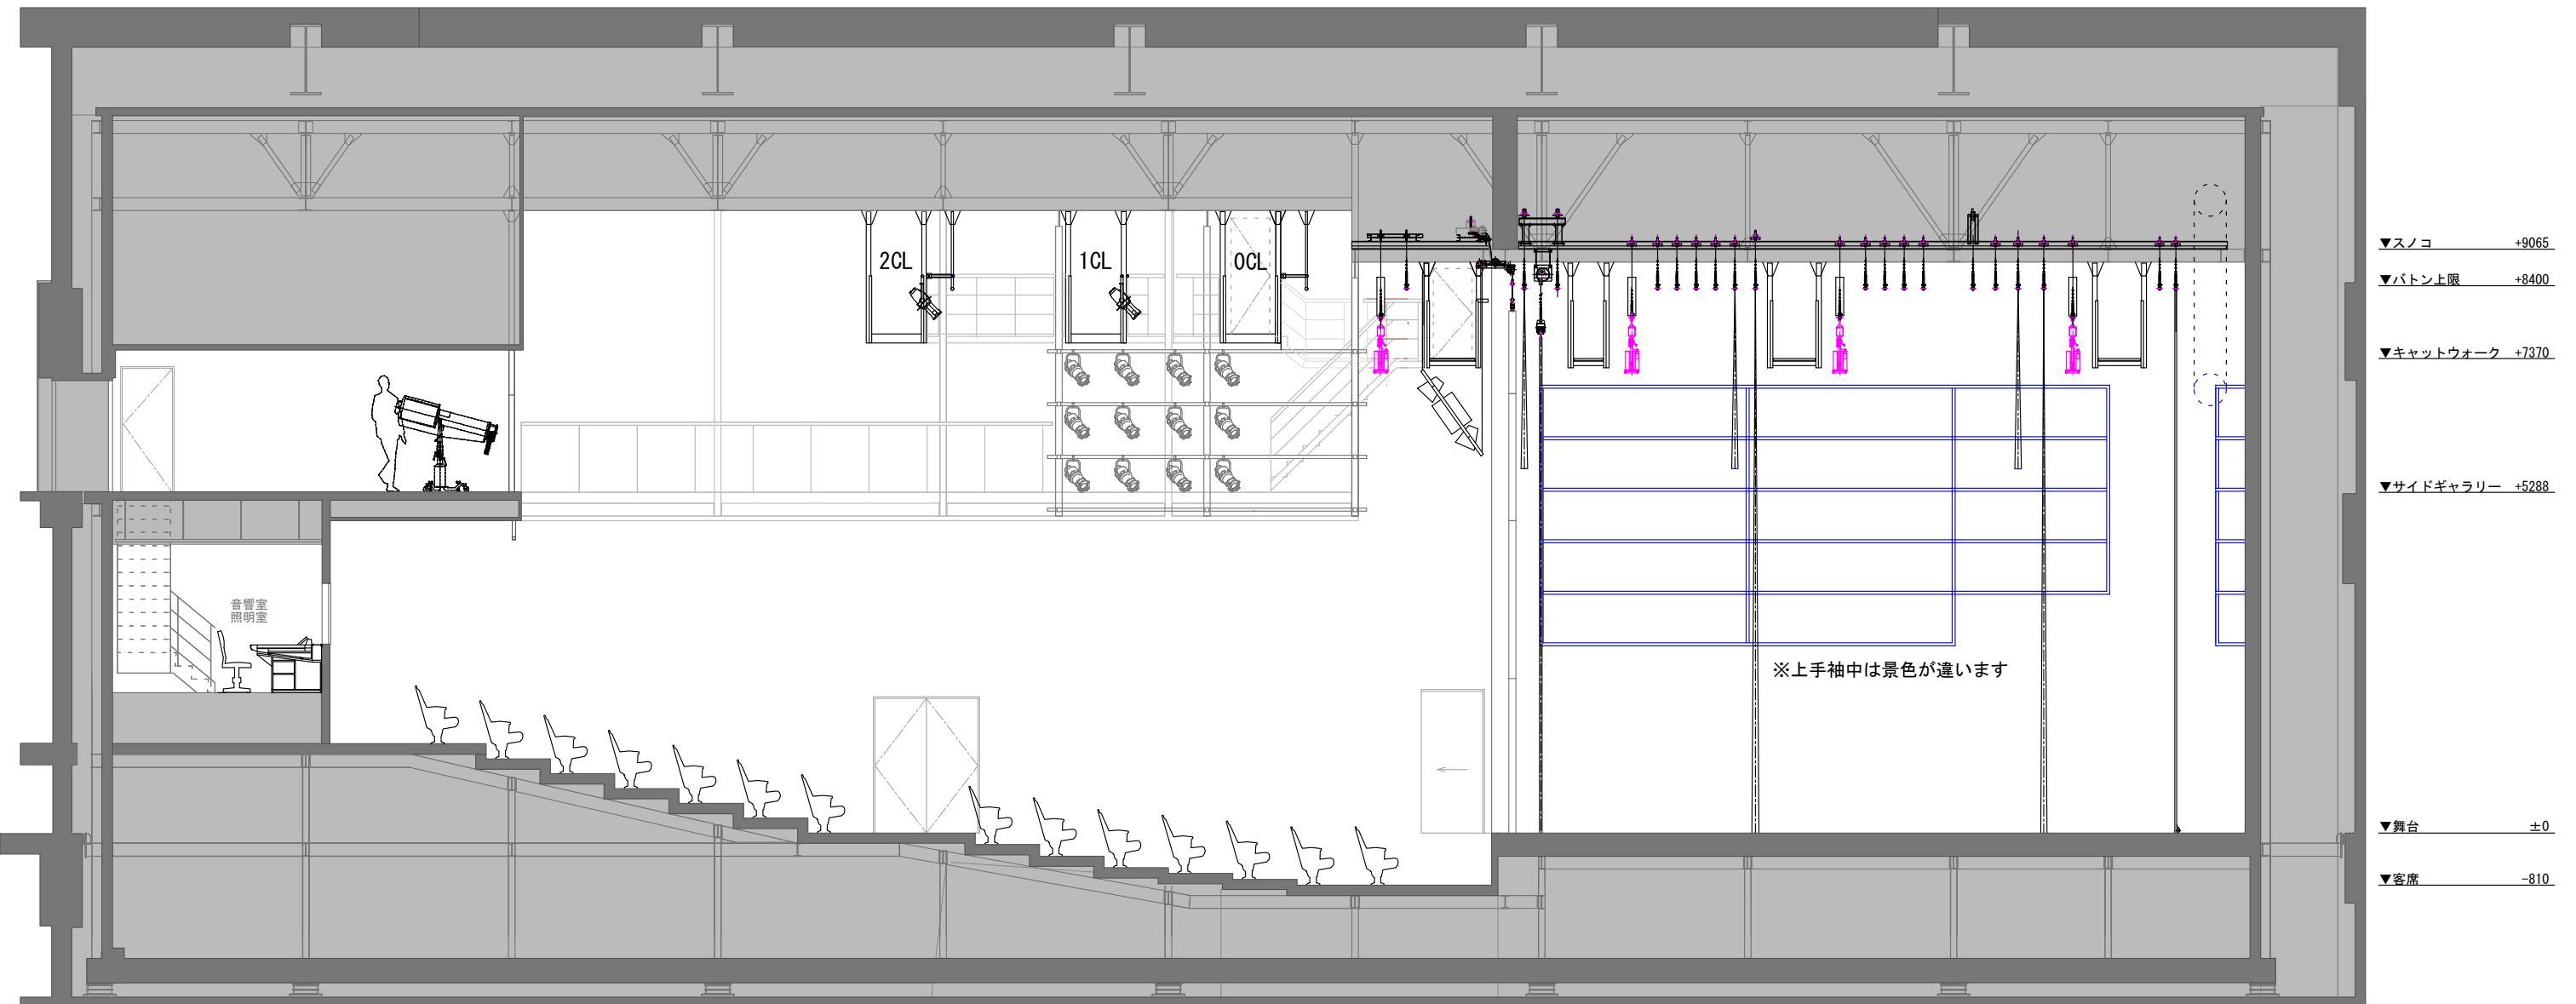 2CL
1CL
0CL
▼スノコ +9065
▼バトン上限 +8400
▼キャットウォーク +7370
▼サイドギャラリー +5288
音響室
照明室
※上手袖中は景色が違います
▼舞台 ±0
▼客席 -810